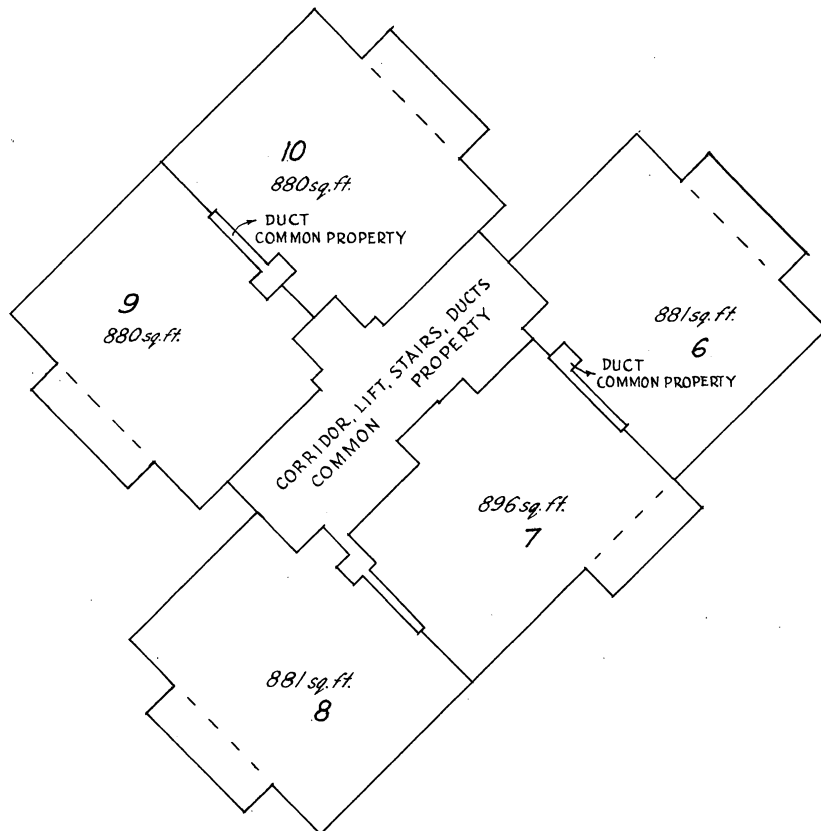 10
880 sq. ft.
DUCT
COMMON PROPERTY
9
880 sq. ft.
881 sq. ft.
6
DUCT
COMMON PROPERTY
CORRIDOR, LIFT, STAIRS, DUCTS
COMMON PROPERTY
896 sq. ft.
7
881 sq. ft.
8